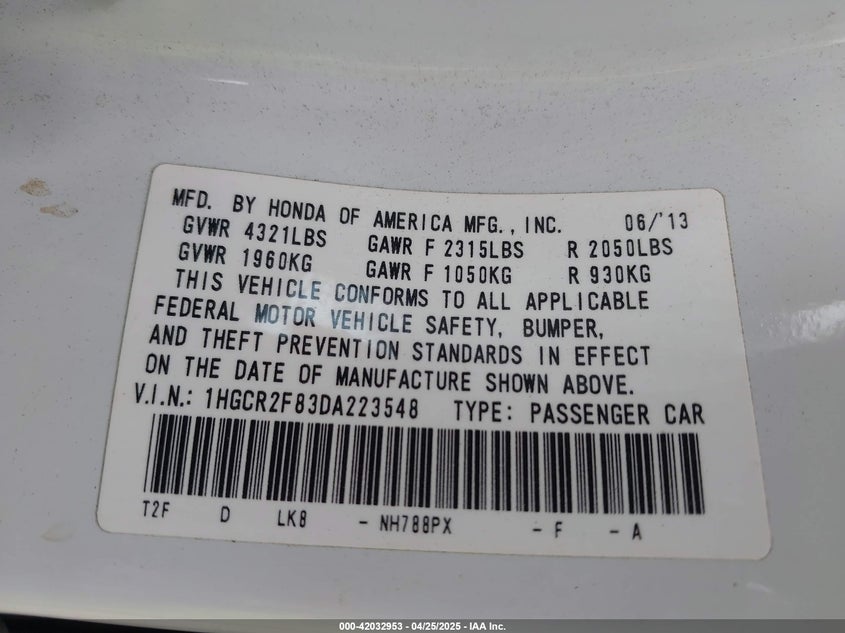 MFD. BY HONDA OF AMERICA MFG., INC. 06/'13
GVWR 4321LBS GAWR F 2315LBS R 2050LBS
GVWR 1960KG GAWR F 1050KG R 930KG
THIS VEHICLE CONFORMS TO ALL APPLICABLE
FEDERAL MOTOR VEHICLE SAFETY, BUMPER,
AND THEFT PREVENTION STANDARDS IN EFFECT
ON THE DATE OF MANUFACTURE SHOWN ABOVE.
V.I.N.: 1HGCR2F83DA223548 TYPE: PASSENGER CAR
T2F D LK8 - NH788PX - F - A
000-42032953 - 04/25/2025 - IAA Inc.